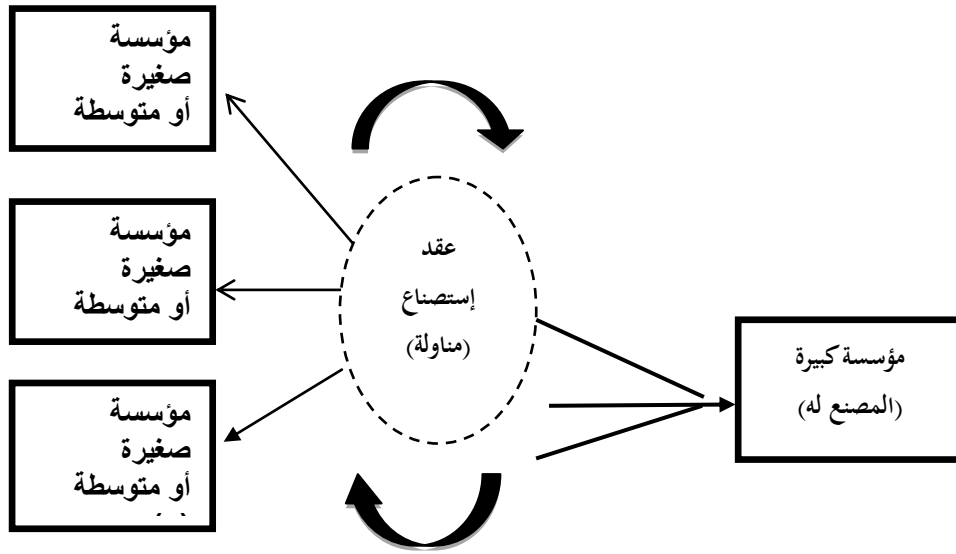 مؤسسة
صغيرة
أو متوسطة
مؤسسة
صغيرة
أو متوسطة
مؤسسة
صغيرة
أو متوسطة
عقد
إستصناع
(مناولة)
مؤسسة كبيرة
(المصنع له)